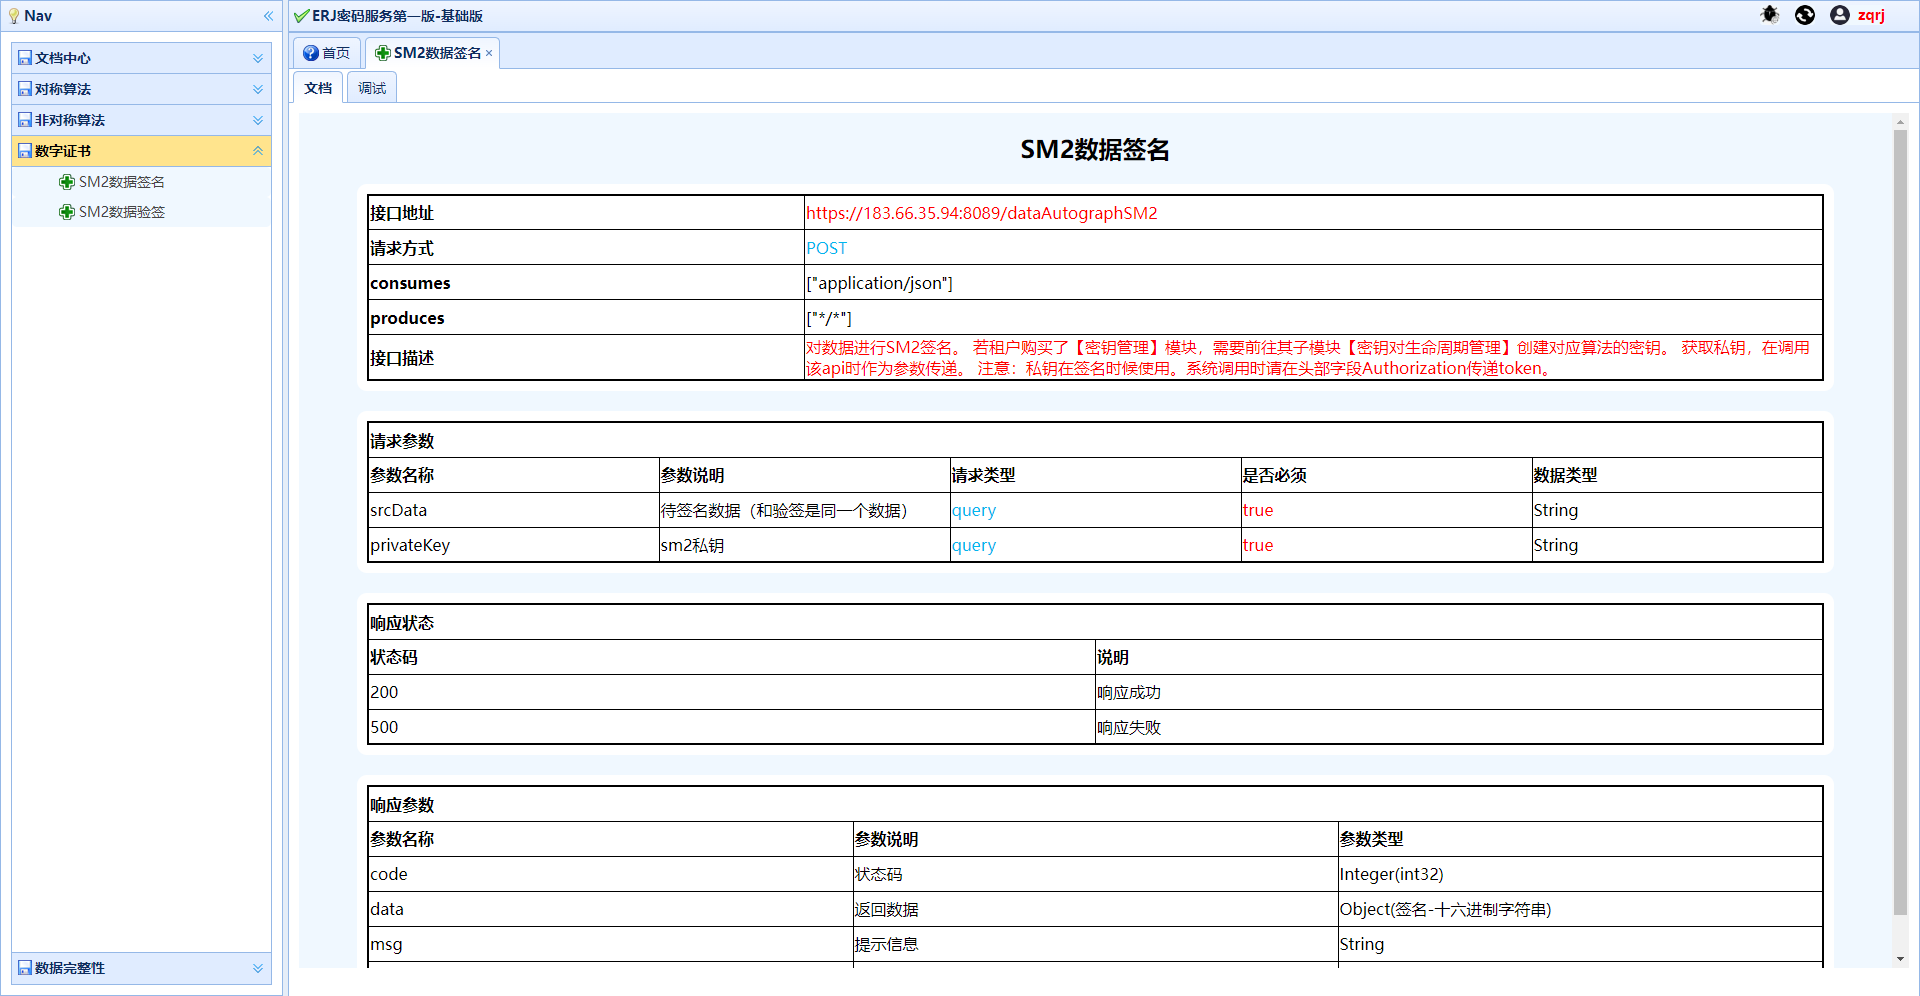 Nav
文档中心
对称算法
非对称算法
数字证书
SM2数据签名
SM2数据验签
数据完整性
ERJ密码服务第一版-基础版
zqrj
首页
SM2数据签名
文档
调试
SM2数据签名
接口地址 https://183.66.35.94:8089/dataAutographSM2
请求方式 POST
consumes ["application/json"]
produces ["*/*"]
接口描述 对数据进行SM2签名。 若租户购买了【密钥管理】模块，需要前往其子模块【密钥对生命周期管理】创建对应算法的密钥。 获取私钥，在调用
该api时作为参数传递。 注意：私钥在签名时候使用。系统调用时请在头部字段Authorization传递token。
请求参数
参数名称 参数说明 请求类型 是否必须 数据类型
srcData 待签名数据（和验签是同一个数据） query true String
privateKey sm2私钥 query true String
响应状态
状态码 说明
200 响应成功
500 响应失败
响应参数
参数名称 参数说明 参数类型
code 状态码 Integer(int32)
data 返回数据 Object(签名-十六进制字符串)
msg 提示信息 String